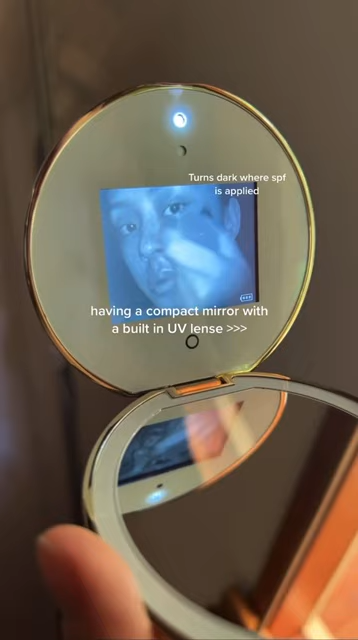 Turns dark where spf
is applied
having a compact mirror with
a built in UV lense >>>